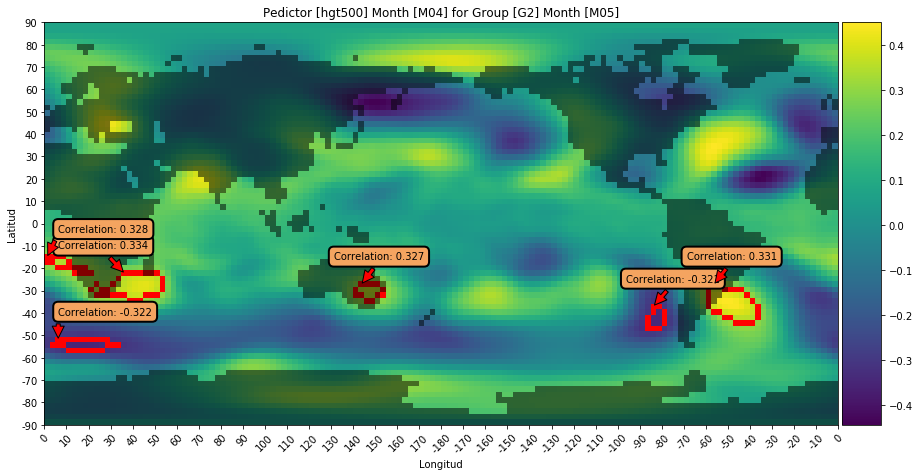 Pedictor [hgt500] Month [M04] for Group [G2] Month [M05]
90
80
70
60
50
40
30
20
10
0
-10
-20
-30
-40
-50
-60
-70
-80
-90
Latitud
Correlation: 0.328
Correlation: 0.334
Correlation: -0.322
Correlation: 0.327
Correlation: -0.322
Correlation: 0.331
0 10 20 30 40 50 60 70 80 90 100 110 120 130 140 150 160 170 180 -170 -160 -150 -140 -130 -120 -110 -100 -90 -80 -70 -60 -50 -40 -30 -20 -10 0
Longitud
0.4
0.3
0.2
0.1
0.0
−0.1
−0.2
−0.3
−0.4